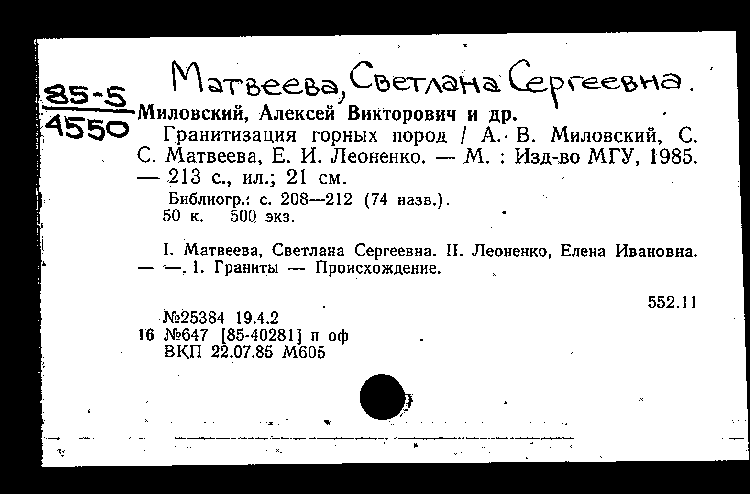 Матвеева, Светлана Сергеевна.
85-5
4550
Миловский, Алексей Викторович и др.
Гранитизация горных пород / А. В. Миловский, С.
С. Матвеева, Е. И. Леоненко. — М. : Изд-во МГУ, 1985.
— 213 с., ил.; 21 см.
Библиогр.: с. 208—212 (74 назв.).
50 к. 500 экз.
I. Матвеева, Светлана Сергеевна. II. Леоненко, Елена Ивановна.
— —. 1. Граниты — Происхождение.
552.11
№25384 19.4.2
16 №647 [85-40281] п оф
ВКП 22.07.85 М605